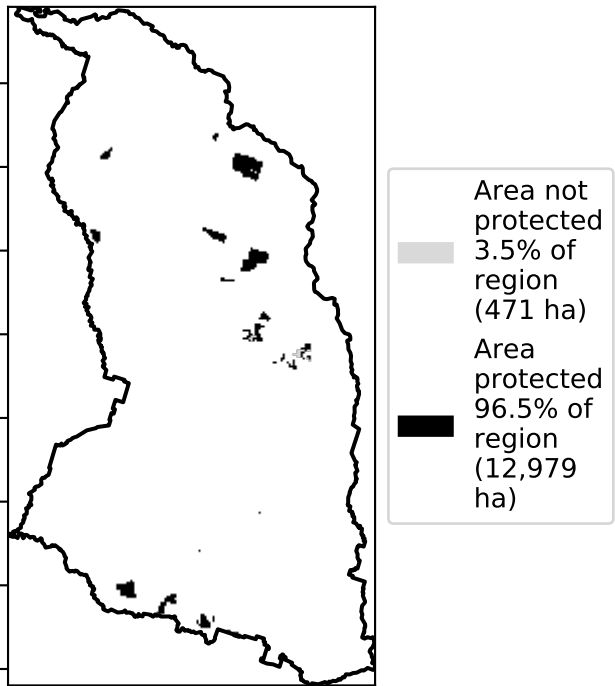 Area not
protected
3.5% of
region
(471 ha)
Area
protected
96.5% of
region
(12,979
ha)